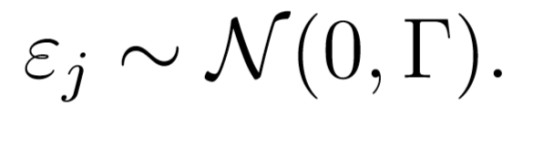 εⱼ ∼ 𝒩(0, Γ).